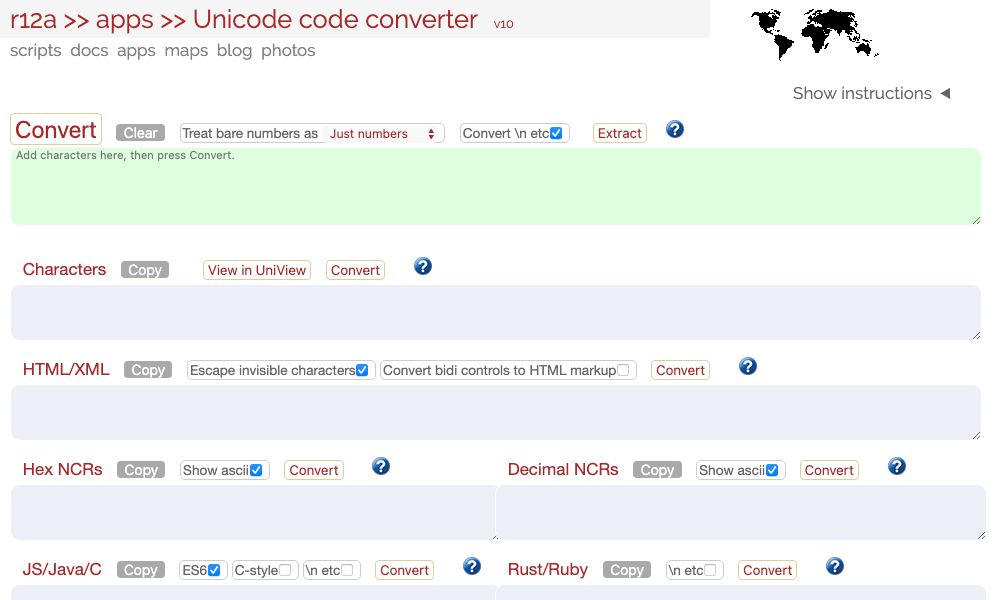 r12a >> apps >> Unicode code converter v10
scripts docs apps maps blog photos
Show instructions ◀
Convert Clear Treat bare numbers as Just numbers Convert \n etc Extract ?
Add characters here, then press Convert.
Characters Copy View in UniView Convert ?
HTML/XML Copy Escape invisible characters Convert bidi controls to HTML markup Convert ?
Hex NCRs Copy Show ascii Convert ? Decimal NCRs Copy Show ascii Convert ?
JS/Java/C Copy ES6 C-style \n etc Convert ? Rust/Ruby Copy \n etc Convert ?